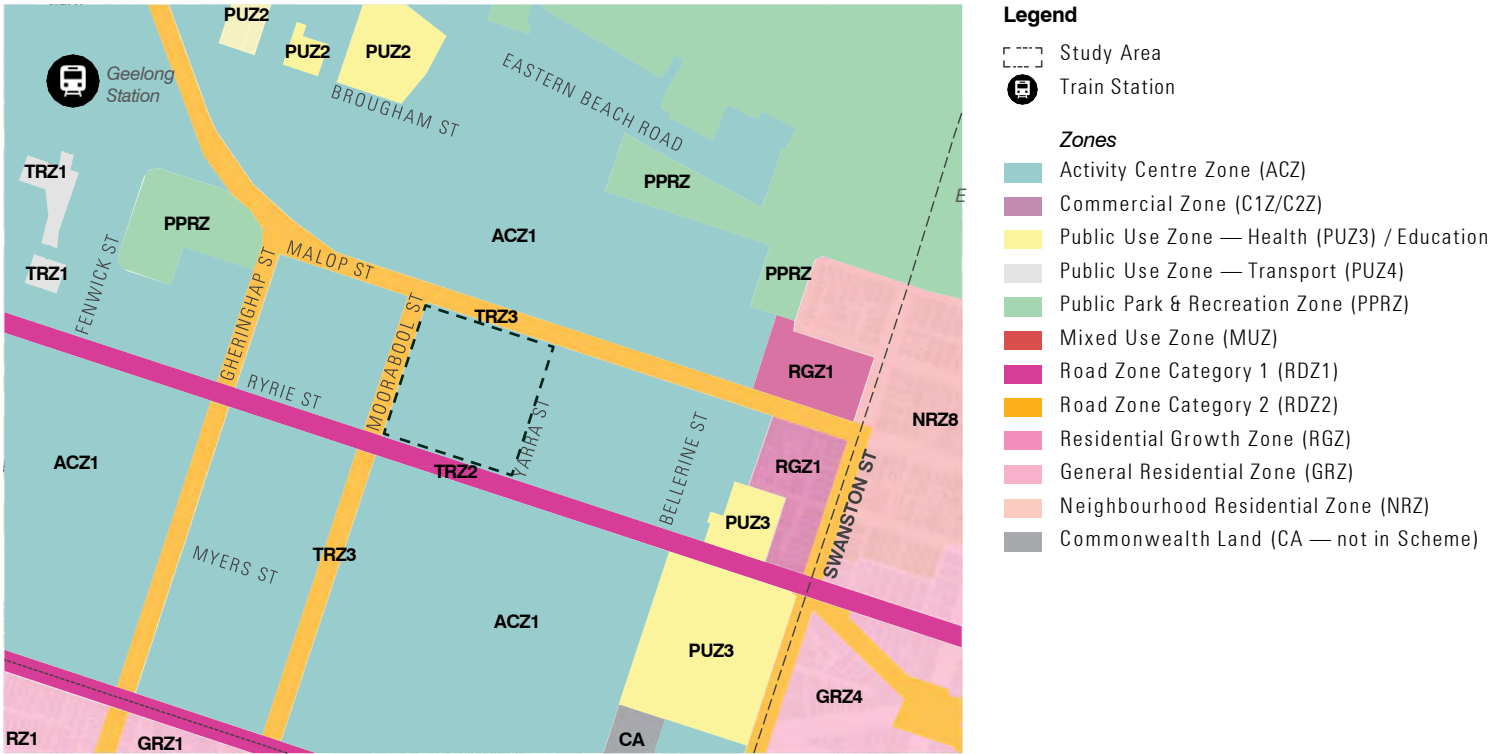 PUZ2
PUZ2
PUZ2
Geelong
Station
BROUGHAM ST
EASTERN BEACH ROAD
TRZ1
PPRZ
PPRZ
E
FENWICK ST
ACZ1
MALOP ST
TRZ1
PPRZ
GHERINGHAP ST
MOORABOOL ST
TRZ3
RYRIE ST
RGZ1
NRZ8
YARRA ST
BELLERINE ST
ACZ1
TRZ2
RGZ1
SWANSTON ST
PUZ3
MYERS ST
TRZ3
ACZ1
PUZ3
GRZ4
RZ1
GRZ1
CA
Legend
Study Area
Train Station
Zones
Activity Centre Zone (ACZ)
Commercial Zone (C1Z/C2Z)
Public Use Zone — Health (PUZ3) / Education
Public Use Zone — Transport (PUZ4)
Public Park & Recreation Zone (PPRZ)
Mixed Use Zone (MUZ)
Road Zone Category 1 (RDZ1)
Road Zone Category 2 (RDZ2)
Residential Growth Zone (RGZ)
General Residential Zone (GRZ)
Neighbourhood Residential Zone (NRZ)
Commonwealth Land (CA — not in Scheme)